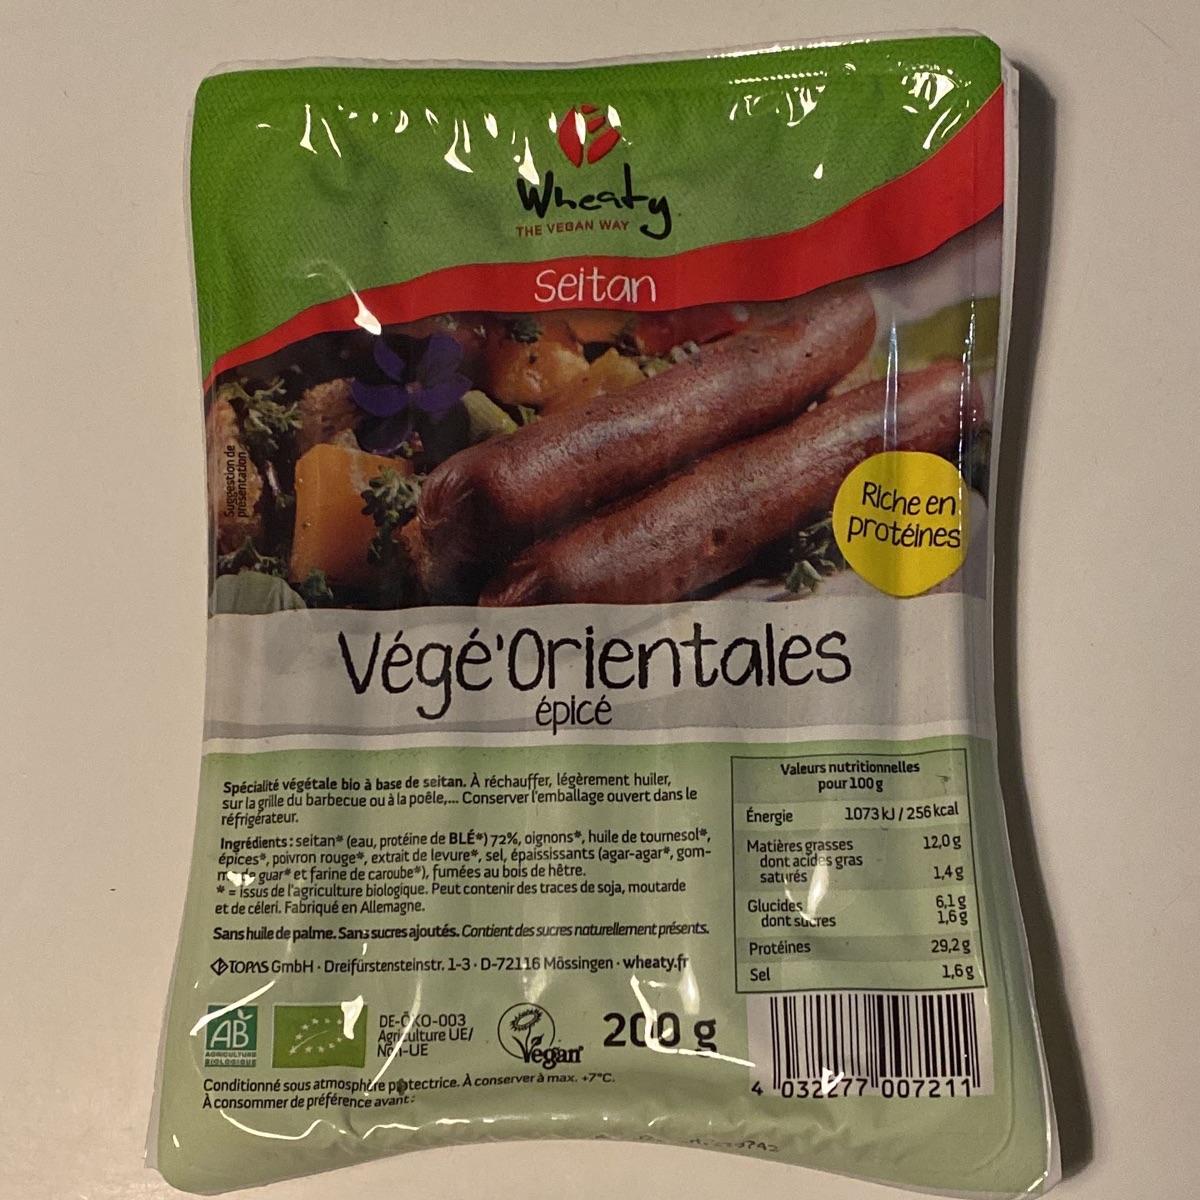 Wheaty
THE VEGAN WAY
Seitan
Suggestion de
présentation
Riche en
protéines
Végé'Orientales
épicé
Spécialité végétale bio à base de seitan. À réchauffer, légèrement huiler,
sur la grille du barbecue ou à la poêle,... Conserver l'emballage ouvert dans le
réfrigérateur.
Ingrédients : seitan* (eau, protéine de BLÉ*) 72%, oignons*, huile de tournesol*,
épices*, poivron rouge*, extrait de levure*, sel, épaississants (agar-agar*, gom-
me de guar* et farine de caroube*), fumées au bois de hêtre.
* = issus de l'agriculture biologique. Peut contenir des traces de soja, moutarde
et de céleri. Fabriqué en Allemagne.
Sans huile de palme. Sans sucres ajoutés. Contient des sucres naturellement présents.
TOPAS GmbH · Dreifürstensteinstr. 1-3 · D-72116 Mössingen · wheaty.fr
Valeurs nutritionnelles
pour 100 g
Énergie 1073 kJ / 256 kcal
Matières grasses 12,0 g
dont acides gras
saturés 1,4 g
Glucides 6,1 g
dont sucres 1,6 g
Protéines 29,2 g
Sel 1,6 g
AB
AGRICULTURE
BIOLOGIQUE
DE-ÖKO-003
Agriculture UE/
Non-UE
Vegan
200 g
4 032277 007211
Conditionné sous atmosphère protectrice. À conserver à max. +7°C.
À consommer de préférence avant :